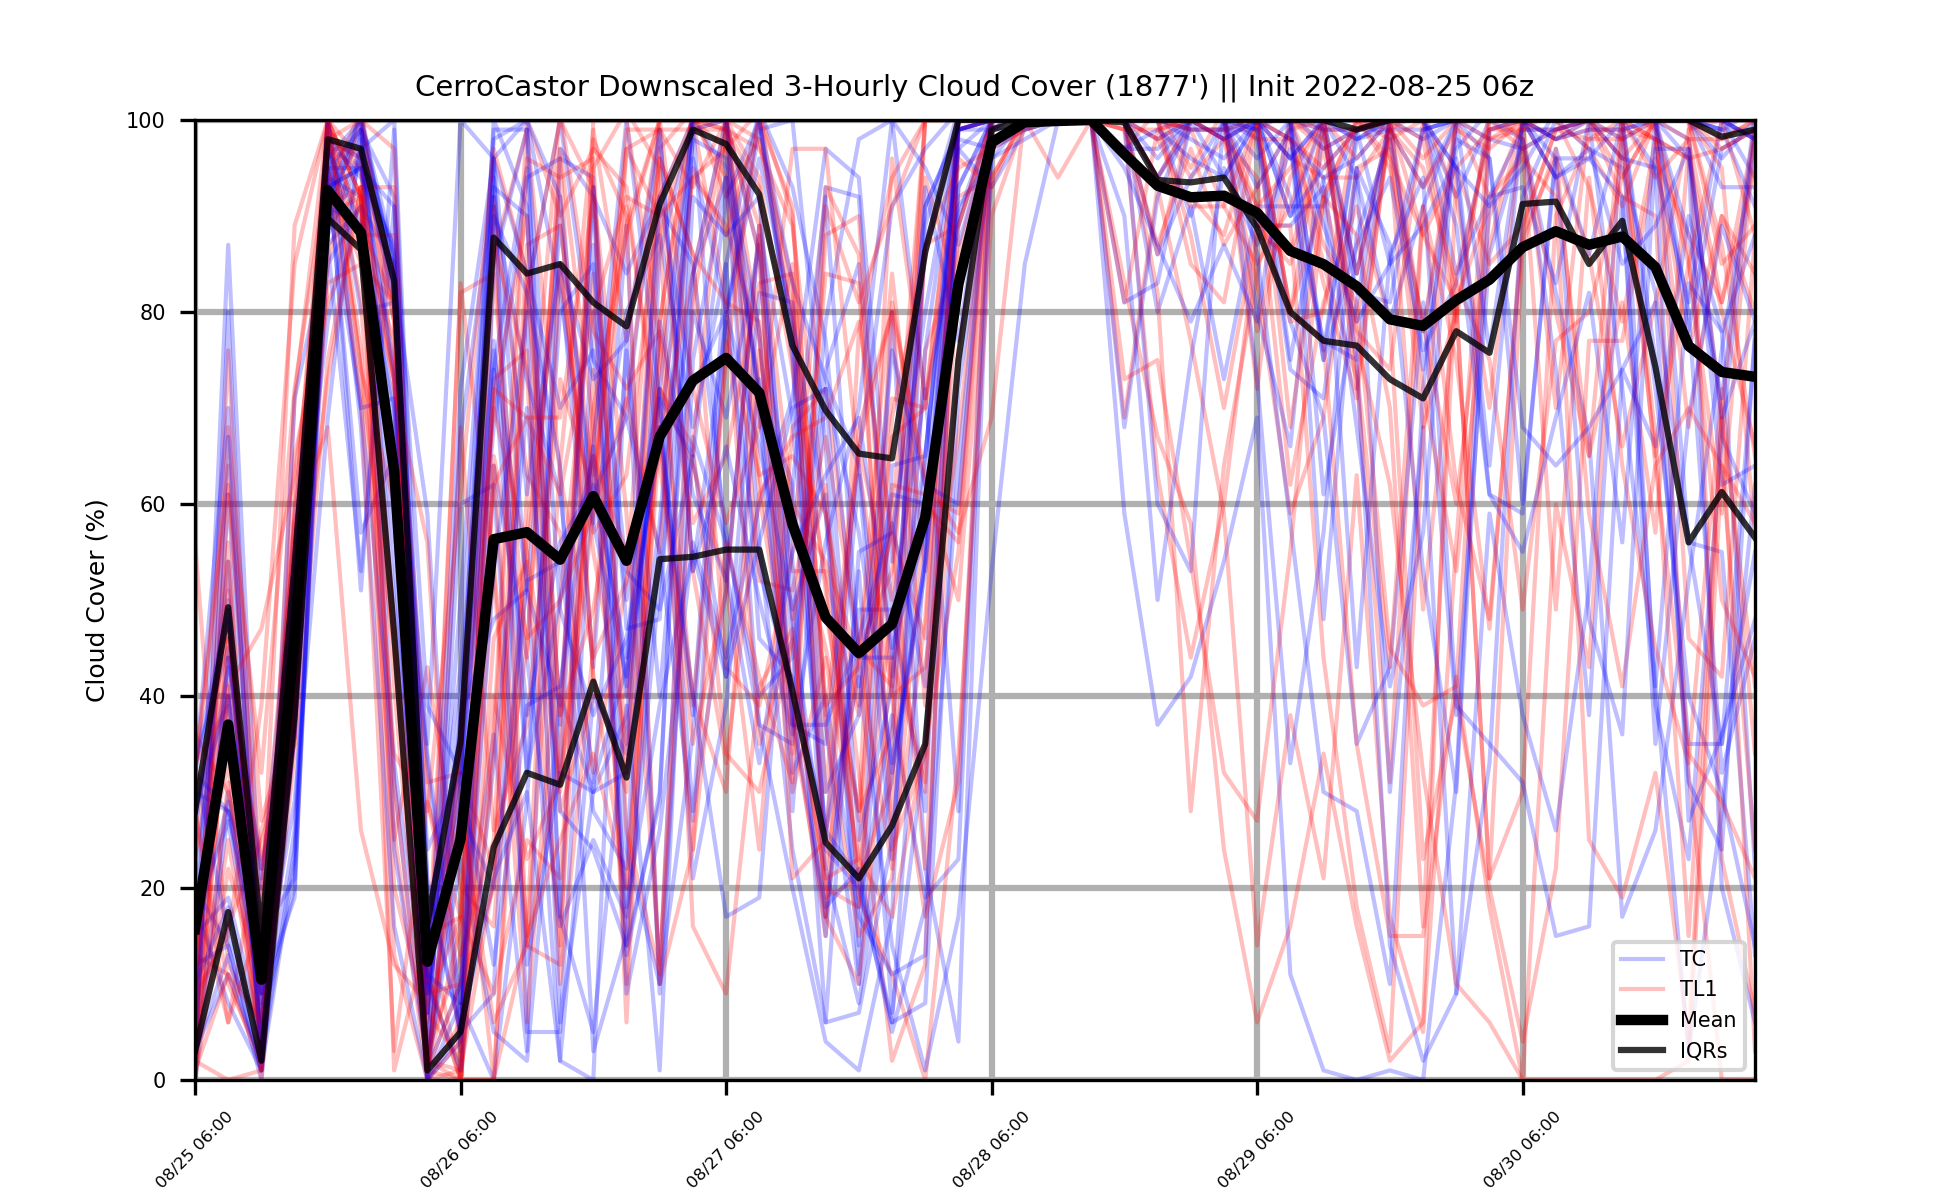 CerroCastor Downscaled 3-Hourly Cloud Cover (1877') || Init 2022-08-25 06z
Cloud Cover (%)
100
80
60
40
20
0
TC
TL1
Mean
IQRs
08/25 06:00
08/26 06:00
08/27 06:00
08/28 06:00
08/29 06:00
08/30 06:00